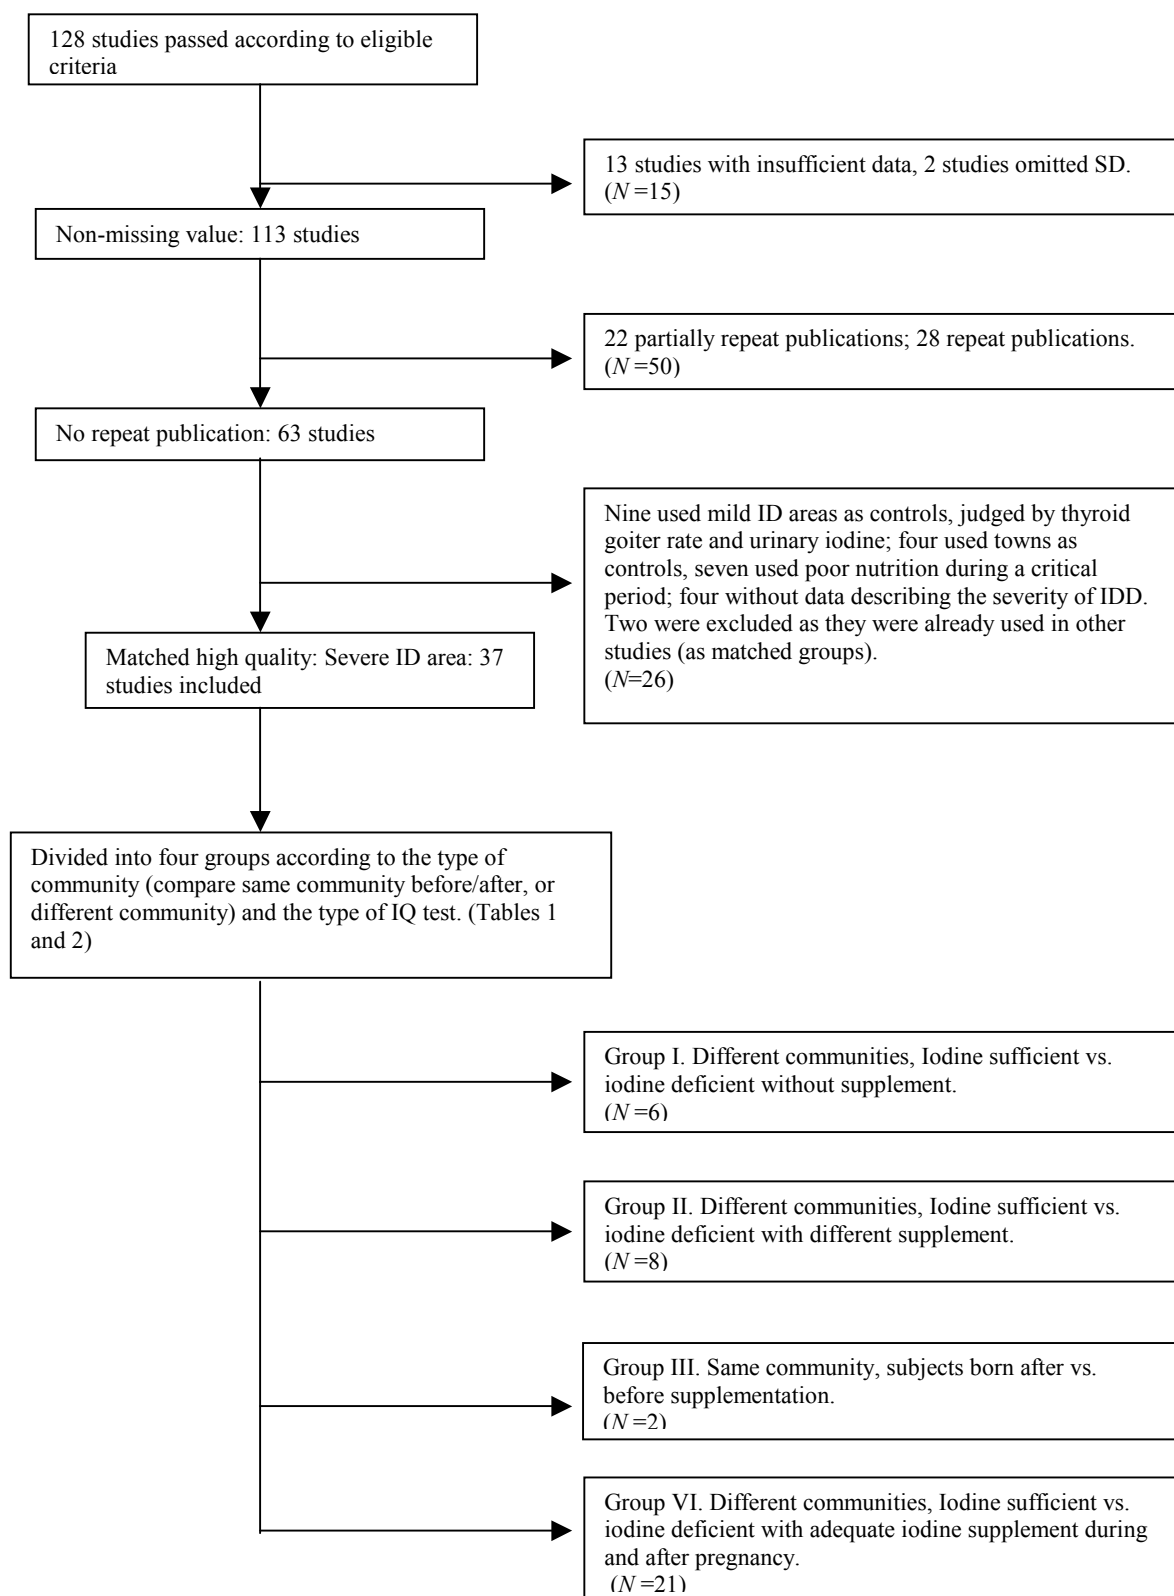 128 studies passed according to eligible
criteria
13 studies with insufficient data, 2 studies omitted SD.
(N =15)
Non-missing value: 113 studies
22 partially repeat publications; 28 repeat publications.
(N =50)
No repeat publication: 63 studies
Nine used mild ID areas as controls, judged by thyroid
goiter rate and urinary iodine; four used towns as
controls, seven used poor nutrition during a critical
period; four without data describing the severity of IDD.
Two were excluded as they were already used in other
studies (as matched groups).
(N=26)
Matched high quality: Severe ID area: 37
studies included
Divided into four groups according to the type of
community (compare same community before/after, or
different community) and the type of IQ test. (Tables 1
and 2)
Group I. Different communities, Iodine sufficient vs.
iodine deficient without supplement.
(N =6)
Group II. Different communities, Iodine sufficient vs.
iodine deficient with different supplement.
(N =8)
Group III. Same community, subjects born after vs.
before supplementation.
(N =2)
Group VI. Different communities, Iodine sufficient vs.
iodine deficient with adequate iodine supplement during
and after pregnancy.
(N =21)